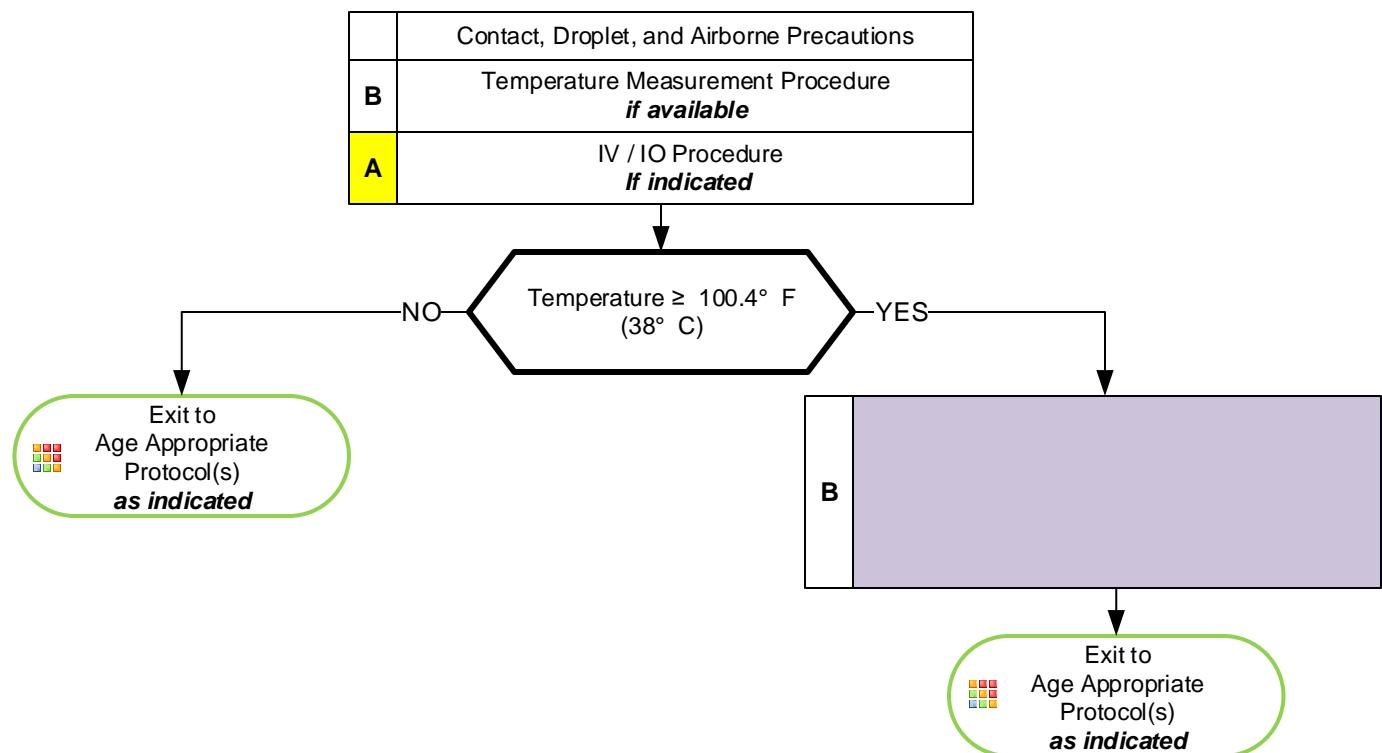 Contact, Droplet, and Airborne Precautions
B
Temperature Measurement Procedure
if available
A
IV / IO Procedure
If indicated
Temperature ≥ 100.4° F
(38° C)
NO
YES
Exit to
Age Appropriate
Protocol(s)
as indicated
B
Exit to
Age Appropriate
Protocol(s)
as indicated